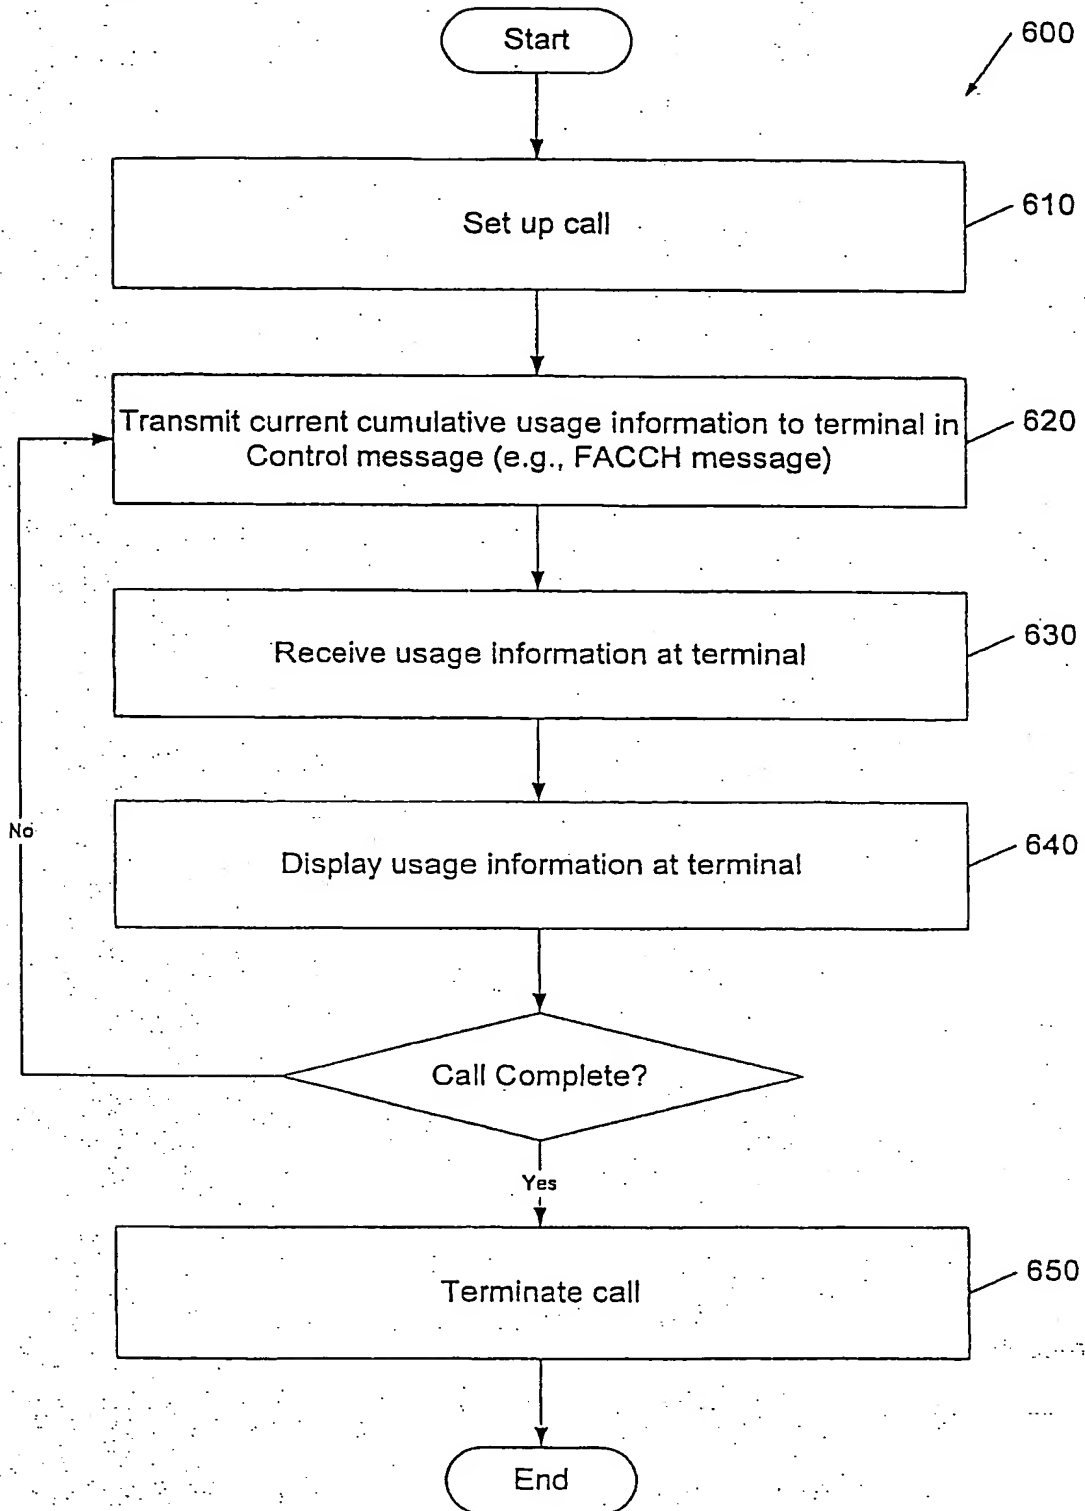 Start
600
Set up call
610
Transmit current cumulative usage information to terminal in
Control message (e.g., FACCH message)
620
Receive usage information at terminal
630
Display usage information at terminal
640
No
Call Complete?
Yes
Terminate call
650
End